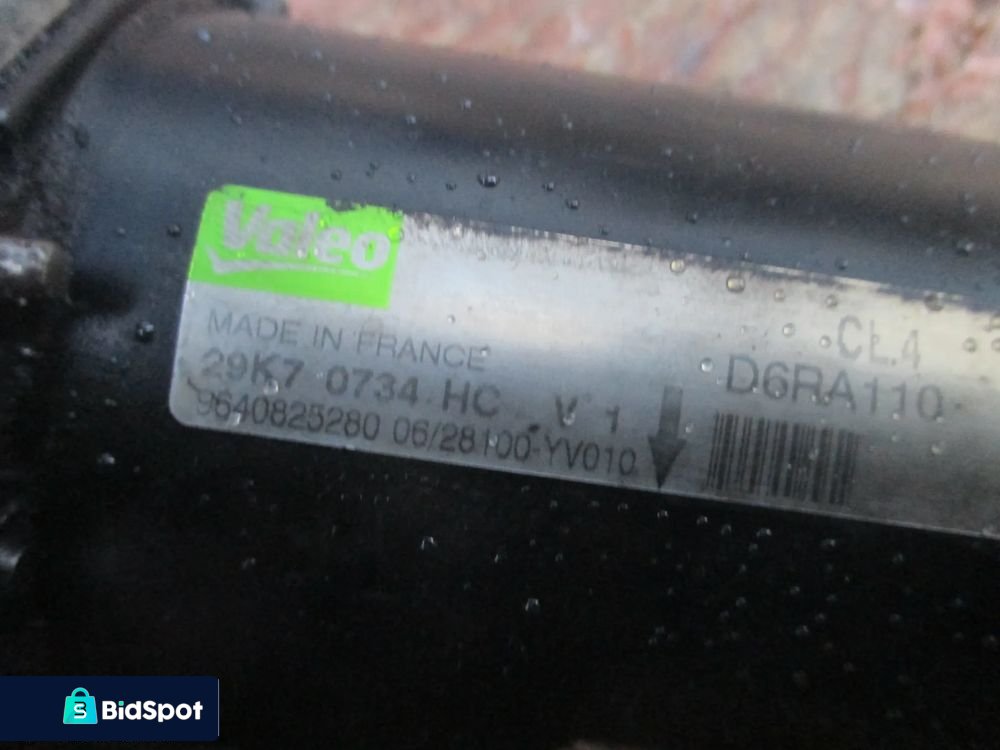 Valeo
MADE IN FRANCE
29K7 0734 HC V 1
9640825280 06/28100-YV010
CL.4
D6RA110
BidSpot